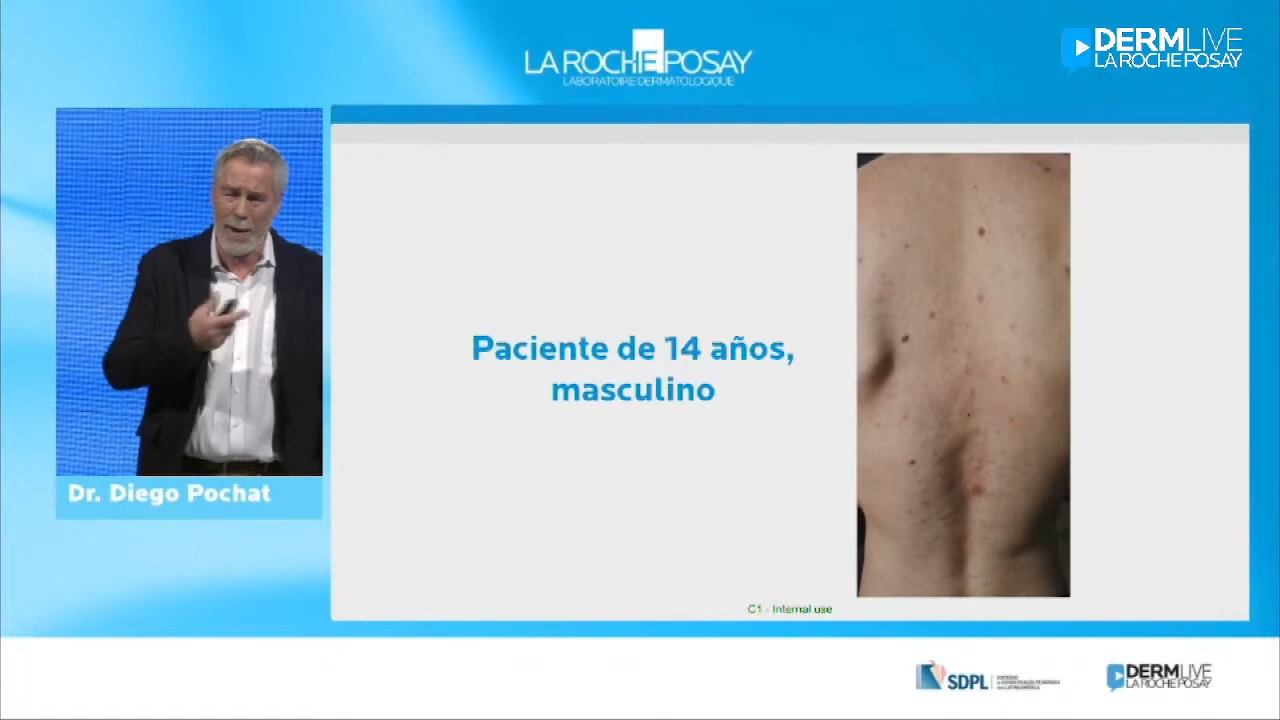 LA ROCHE POSAY
LABORATOIRE DERMATOLOGIQUE
DERMLIVE
LA ROCHE POSAY
Paciente de 14 años,
masculino
Dr. Diego Pochat
C1 - Internal use
SDPL
DERMLIVE
LA ROCHE POSAY